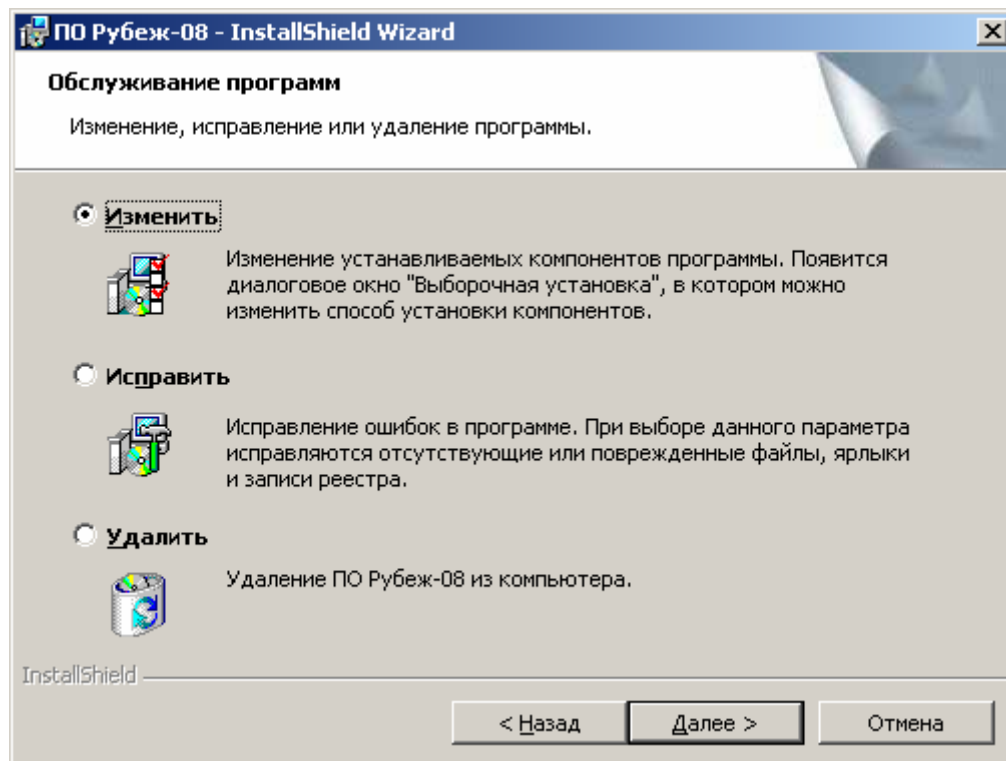 ПО Рубеж-08 - InstallShield Wizard
Обслуживание программ
Изменение, исправление или удаление программы.
Изменить
Изменение устанавливаемых компонентов программы. Появится
диалоговое окно "Выборочная установка", в котором можно
изменить способ установки компонентов.
Исправить
Исправление ошибок в программе. При выборе данного параметра
исправляются отсутствующие или поврежденные файлы, ярлыки
и записи реестра.
Удалить
Удаление ПО Рубеж-08 из компьютера.
InstallShield
< Назад
Далее >
Отмена